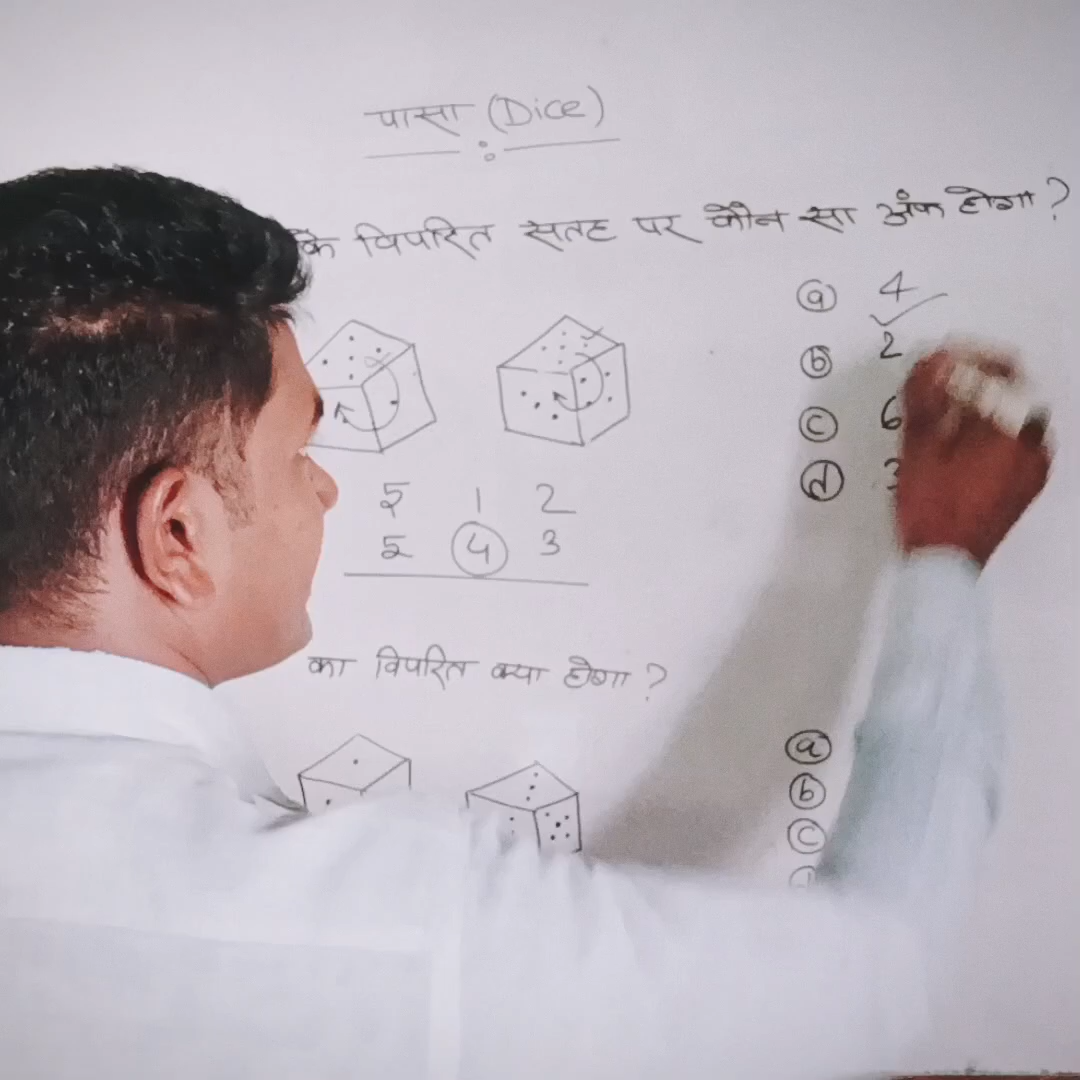 पासा (Dice)
के विपरित सतह पर कौन सा अंक होगा ?
ⓐ 4
ⓑ 2
ⓒ 6
ⓓ 3
5 1 2
5 4 3
का विपरित क्या होगा ?
ⓐ
ⓑ
ⓒ